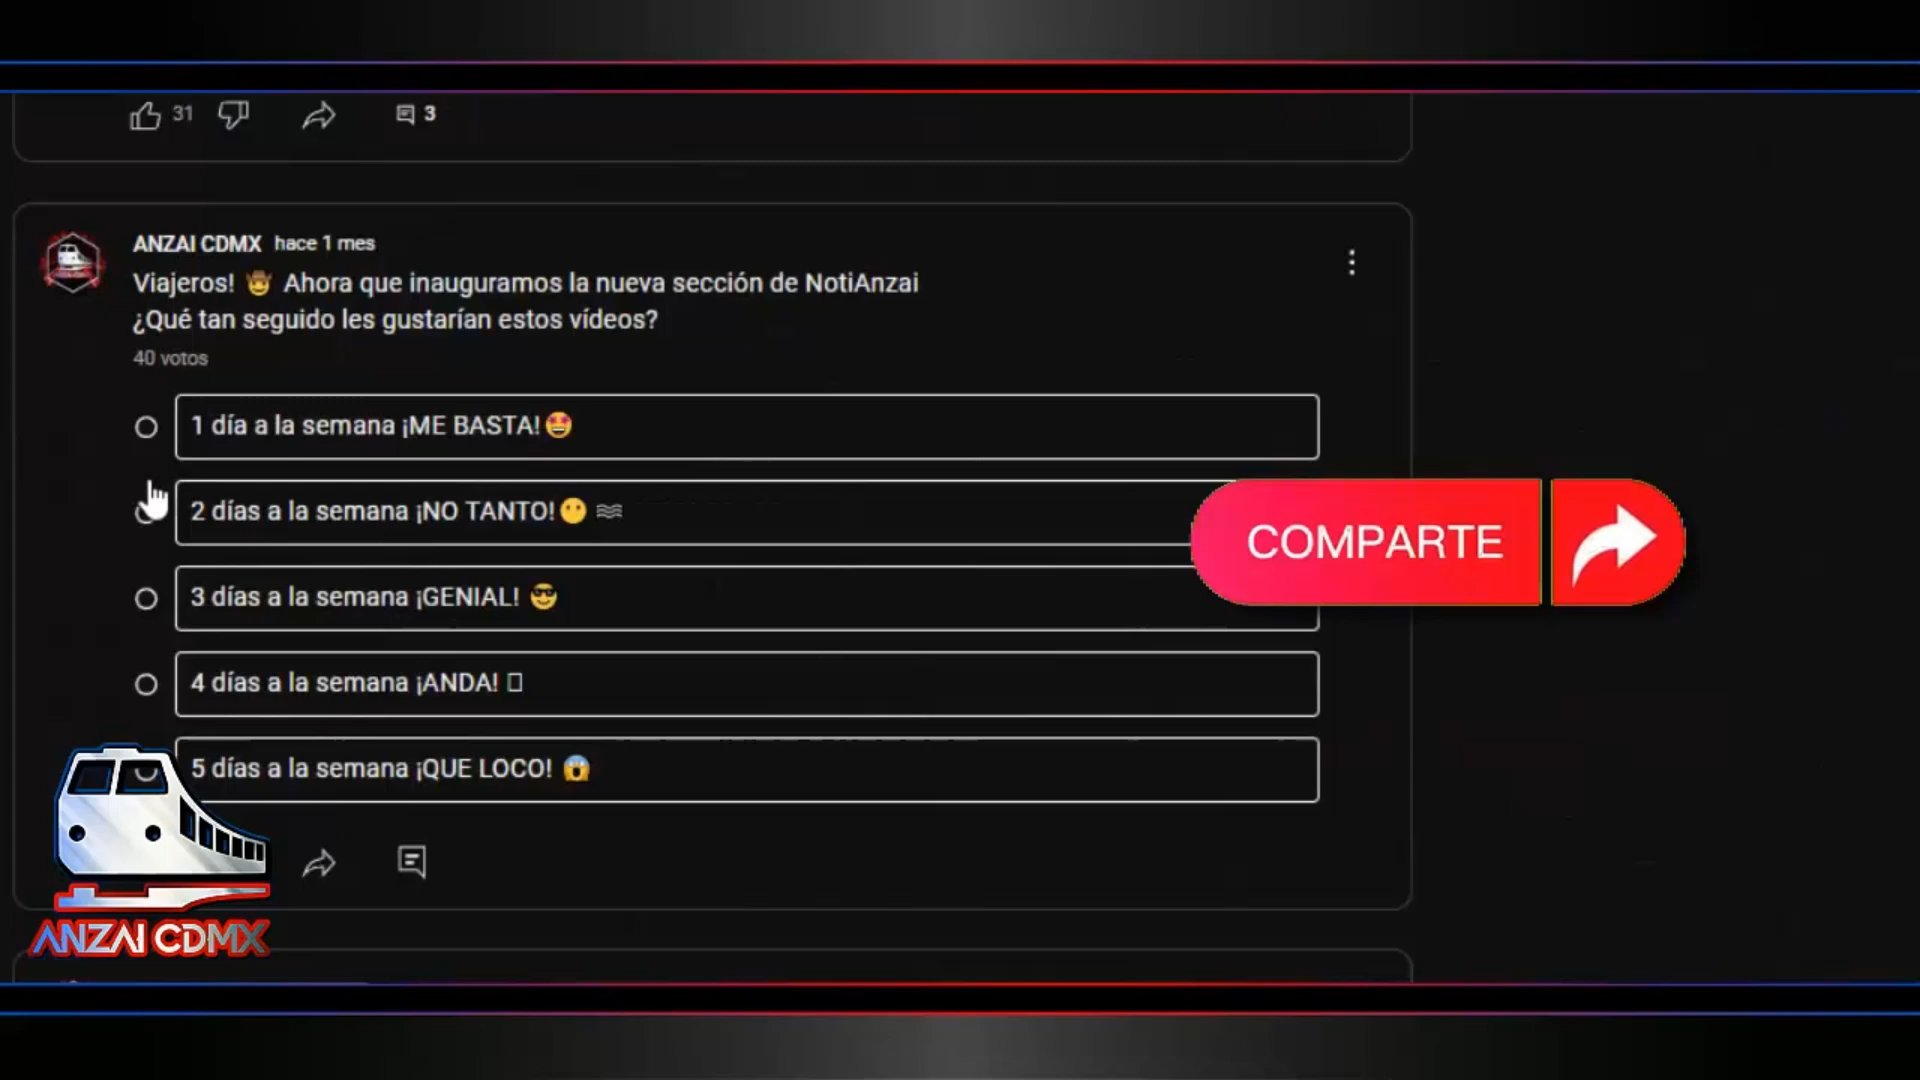 31
3
ANZAI CDMX hace 1 mes
Viajeros! 🤠 Ahora que inauguramos la nueva sección de NotiAnzai
¿Qué tan seguido les gustarían estos vídeos?
40 votos
1 día a la semana ¡ME BASTA!🤩
2 días a la semana ¡NO TANTO!😶
3 días a la semana ¡GENIAL! 😎
COMPARTE
4 días a la semana ¡ANDA!
5 días a la semana ¡QUE LOCO! 😱
ANZAI CDMX